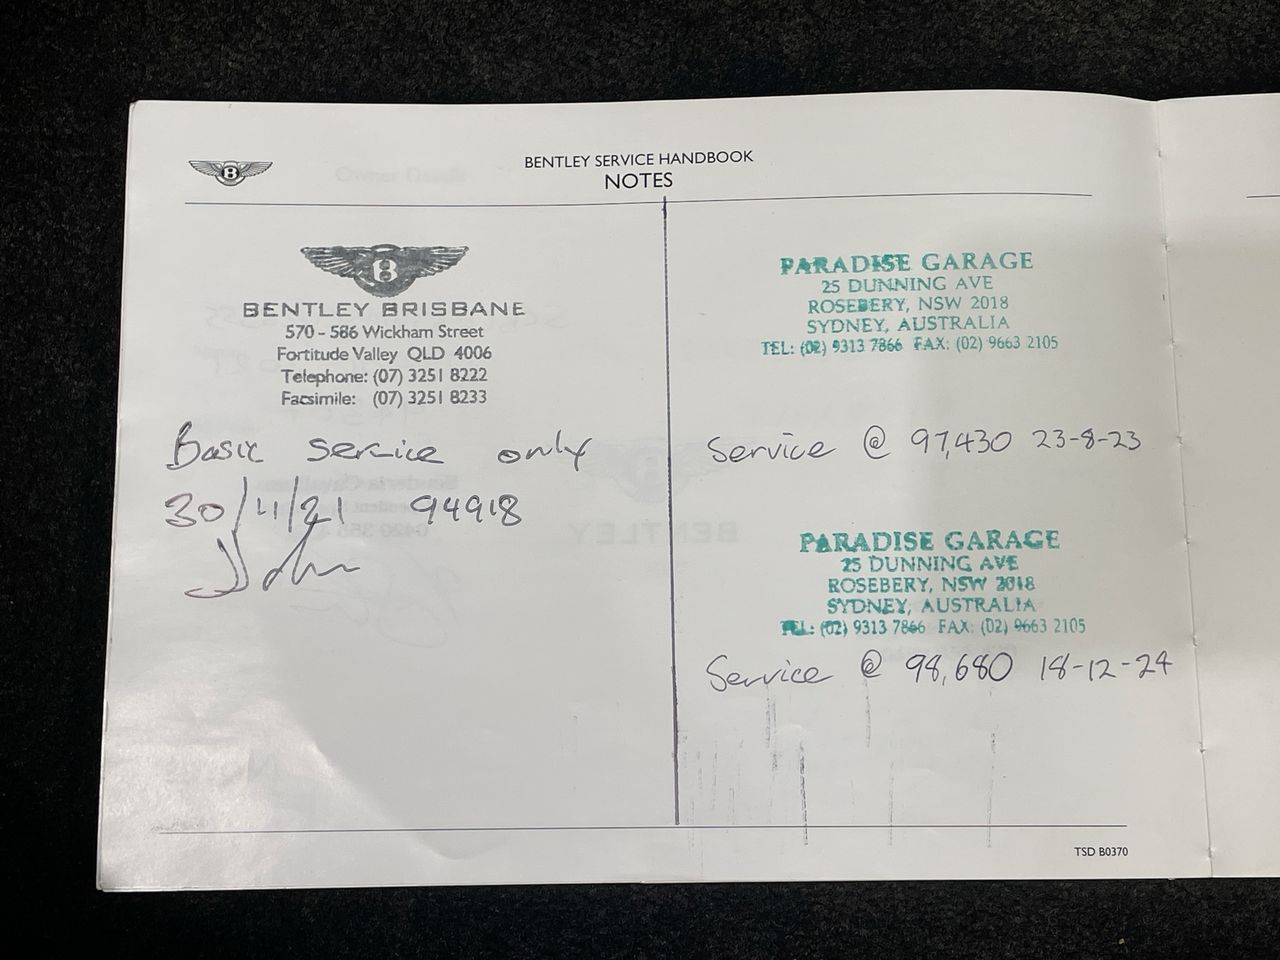 BENTLEY SERVICE HANDBOOK
NOTES
B
BENTLEY BRISBANE
570 - 586 Wickham Street
Fortitude Valley QLD 4006
Telephone: (07) 3251 8222
Facsimile: (07) 3251 8233
Basic service only
30/11/21 94918
PARADISE GARAGE
25 DUNNING AVE
ROSEBERY, NSW 2018
SYDNEY, AUSTRALIA
TEL: (02) 9313 7866 FAX: (02) 9663 2105
Service @ 97,430 23-8-23
PARADISE GARAGE
25 DUNNING AVE
ROSEBERY, NSW 2018
SYDNEY, AUSTRALIA
TEL: (02) 9313 7866 FAX: (02) 9663 2105
Service @ 98,680 18-12-24
TSD B0370